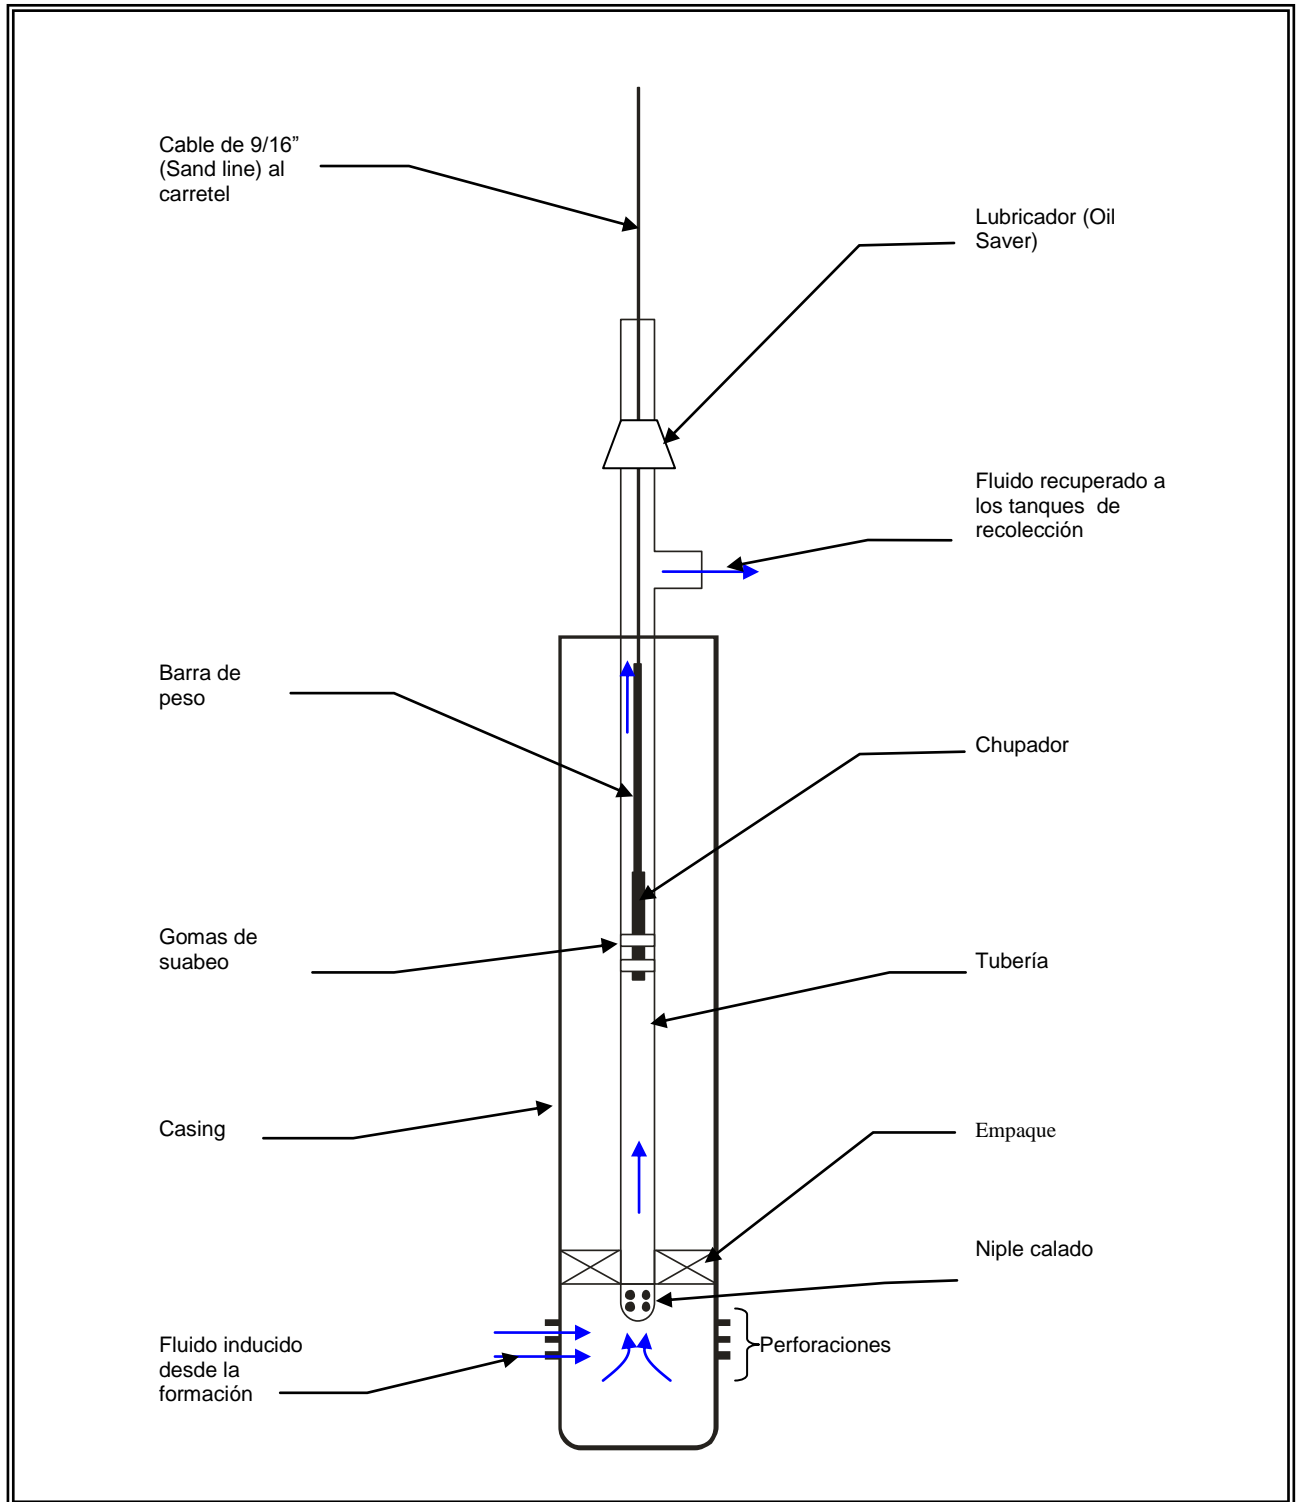 Cable de 9/16”
(Sand line) al
carretel
Lubricador (Oil
Saver)
Fluido recuperado a
los tanques de
recolección
Barra de
peso
Chupador
Gomas de
suabeo
Tubería
Casing
Empaque
Niple calado
Fluido inducido
desde la
formación
Perforaciones